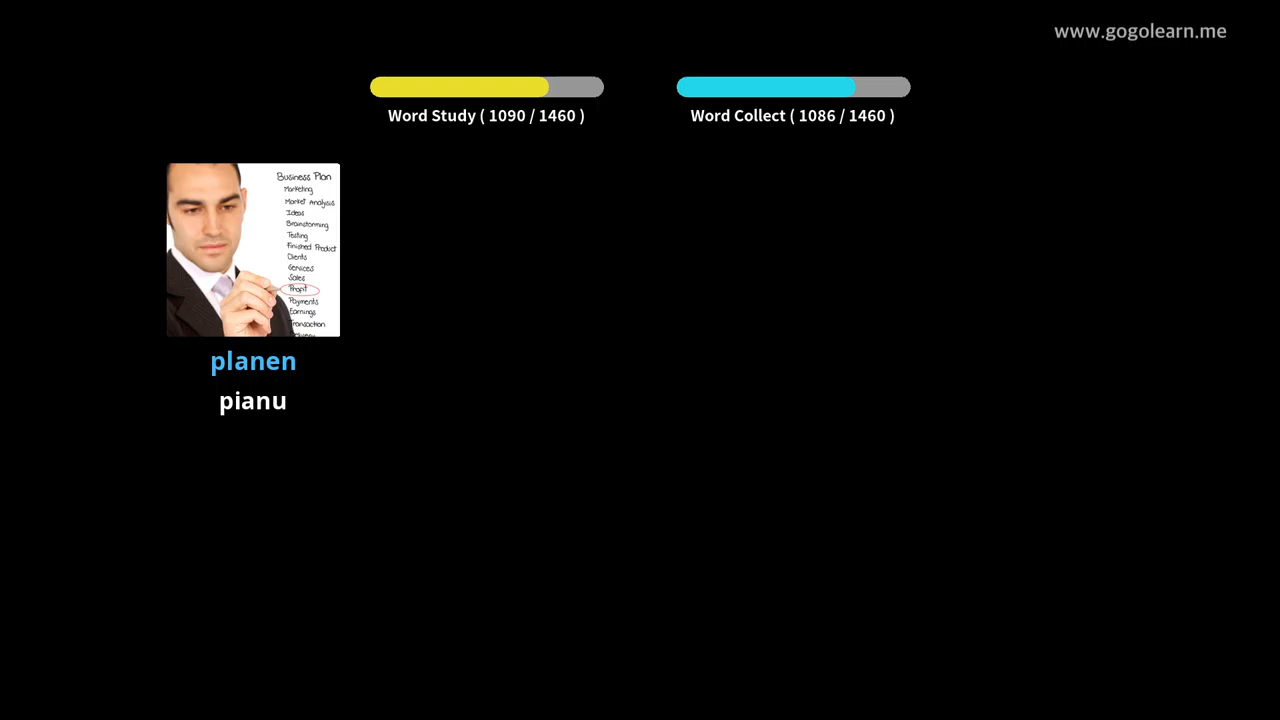 www.gogolearn.me
Word Study ( 1090 / 1460 )
Word Collect ( 1086 / 1460 )
Business Plan
Marketing
Market Analysis
Ideas
Brainstorming
Testing
Finished Product
Clients
Services
Sales
Profit
Payments
Earnings
Transaction
planen
pianu